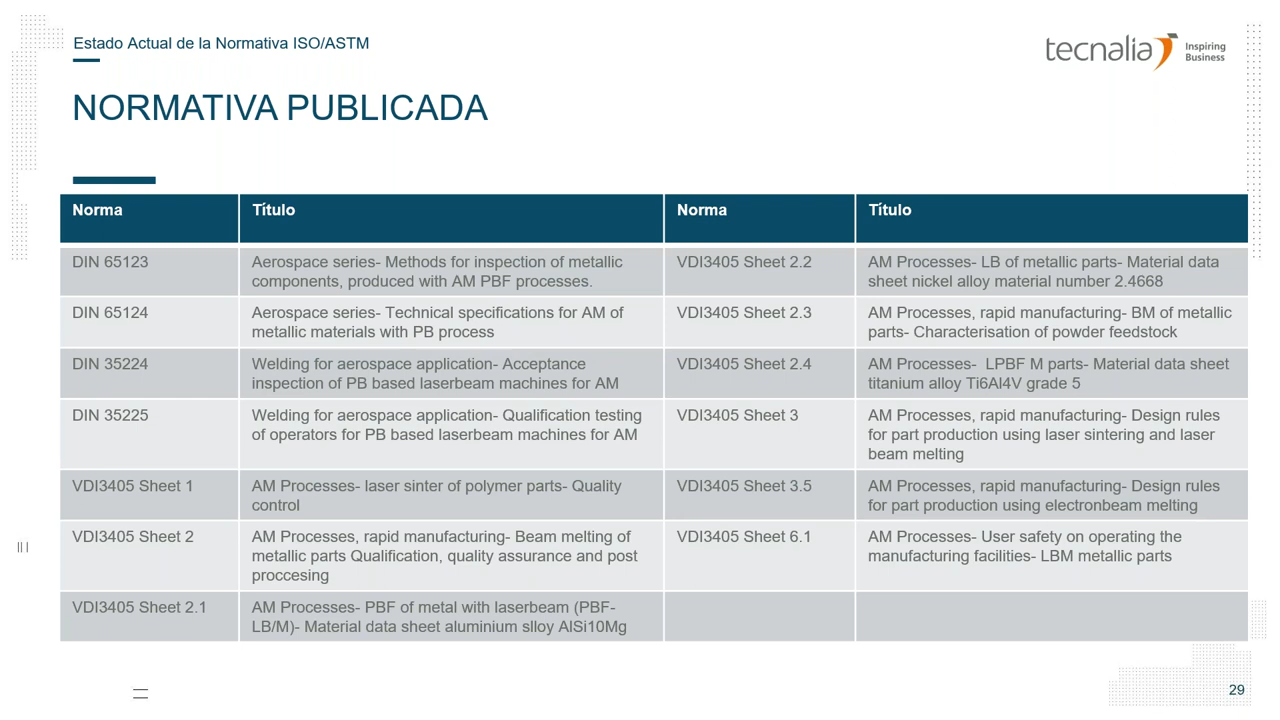 Estado Actual de la Normativa ISO/ASTM
tecnalia Inspiring
Business
NORMATIVA PUBLICADA
Norma Título Norma Título
DIN 65123
Aerospace series- Methods for inspection of metallic
components, produced with AM PBF processes.
VDI3405 Sheet 2.2
AM Processes- LB of metallic parts- Material data
sheet nickel alloy material number 2.4668
DIN 65124
Aerospace series- Technical specifications for AM of
metallic materials with PB process
VDI3405 Sheet 2.3
AM Processes, rapid manufacturing- BM of metallic
parts- Characterisation of powder feedstock
DIN 35224
Welding for aerospace application- Acceptance
inspection of PB based laserbeam machines for AM
VDI3405 Sheet 2.4
AM Processes- LPBF M parts- Material data sheet
titanium alloy Ti6Al4V grade 5
DIN 35225
Welding for aerospace application- Qualification testing
of operators for PB based laserbeam machines for AM
VDI3405 Sheet 3
AM Processes, rapid manufacturing- Design rules
for part production using laser sintering and laser
beam melting
VDI3405 Sheet 1
AM Processes- laser sinter of polymer parts- Quality
control
VDI3405 Sheet 3.5
AM Processes, rapid manufacturing- Design rules
for part production using electronbeam melting
VDI3405 Sheet 2
AM Processes, rapid manufacturing- Beam melting of
metallic parts Qualification, quality assurance and post
proccesing
VDI3405 Sheet 6.1
AM Processes- User safety on operating the
manufacturing facilities- LBM metallic parts
VDI3405 Sheet 2.1
AM Processes- PBF of metal with laserbeam (PBF-
LB/M)- Material data sheet aluminium slloy AlSi10Mg
29